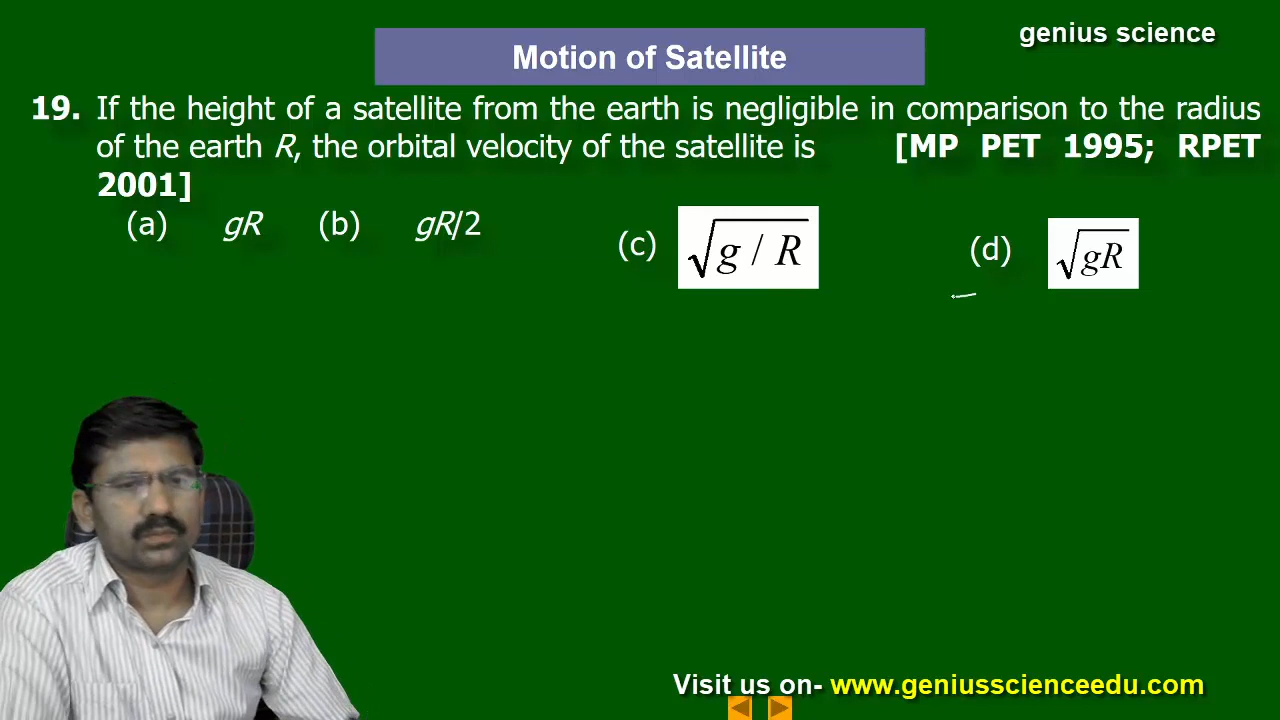 genius science
Motion of Satellite
19. If the height of a satellite from the earth is negligible in comparison to the radius
of the earth R, the orbital velocity of the satellite is [MP PET 1995; RPET
2001]
(a) gR (b) gR/2 (c) √g / R (d) √gR
Visit us on- www.geniusscienceedu.com